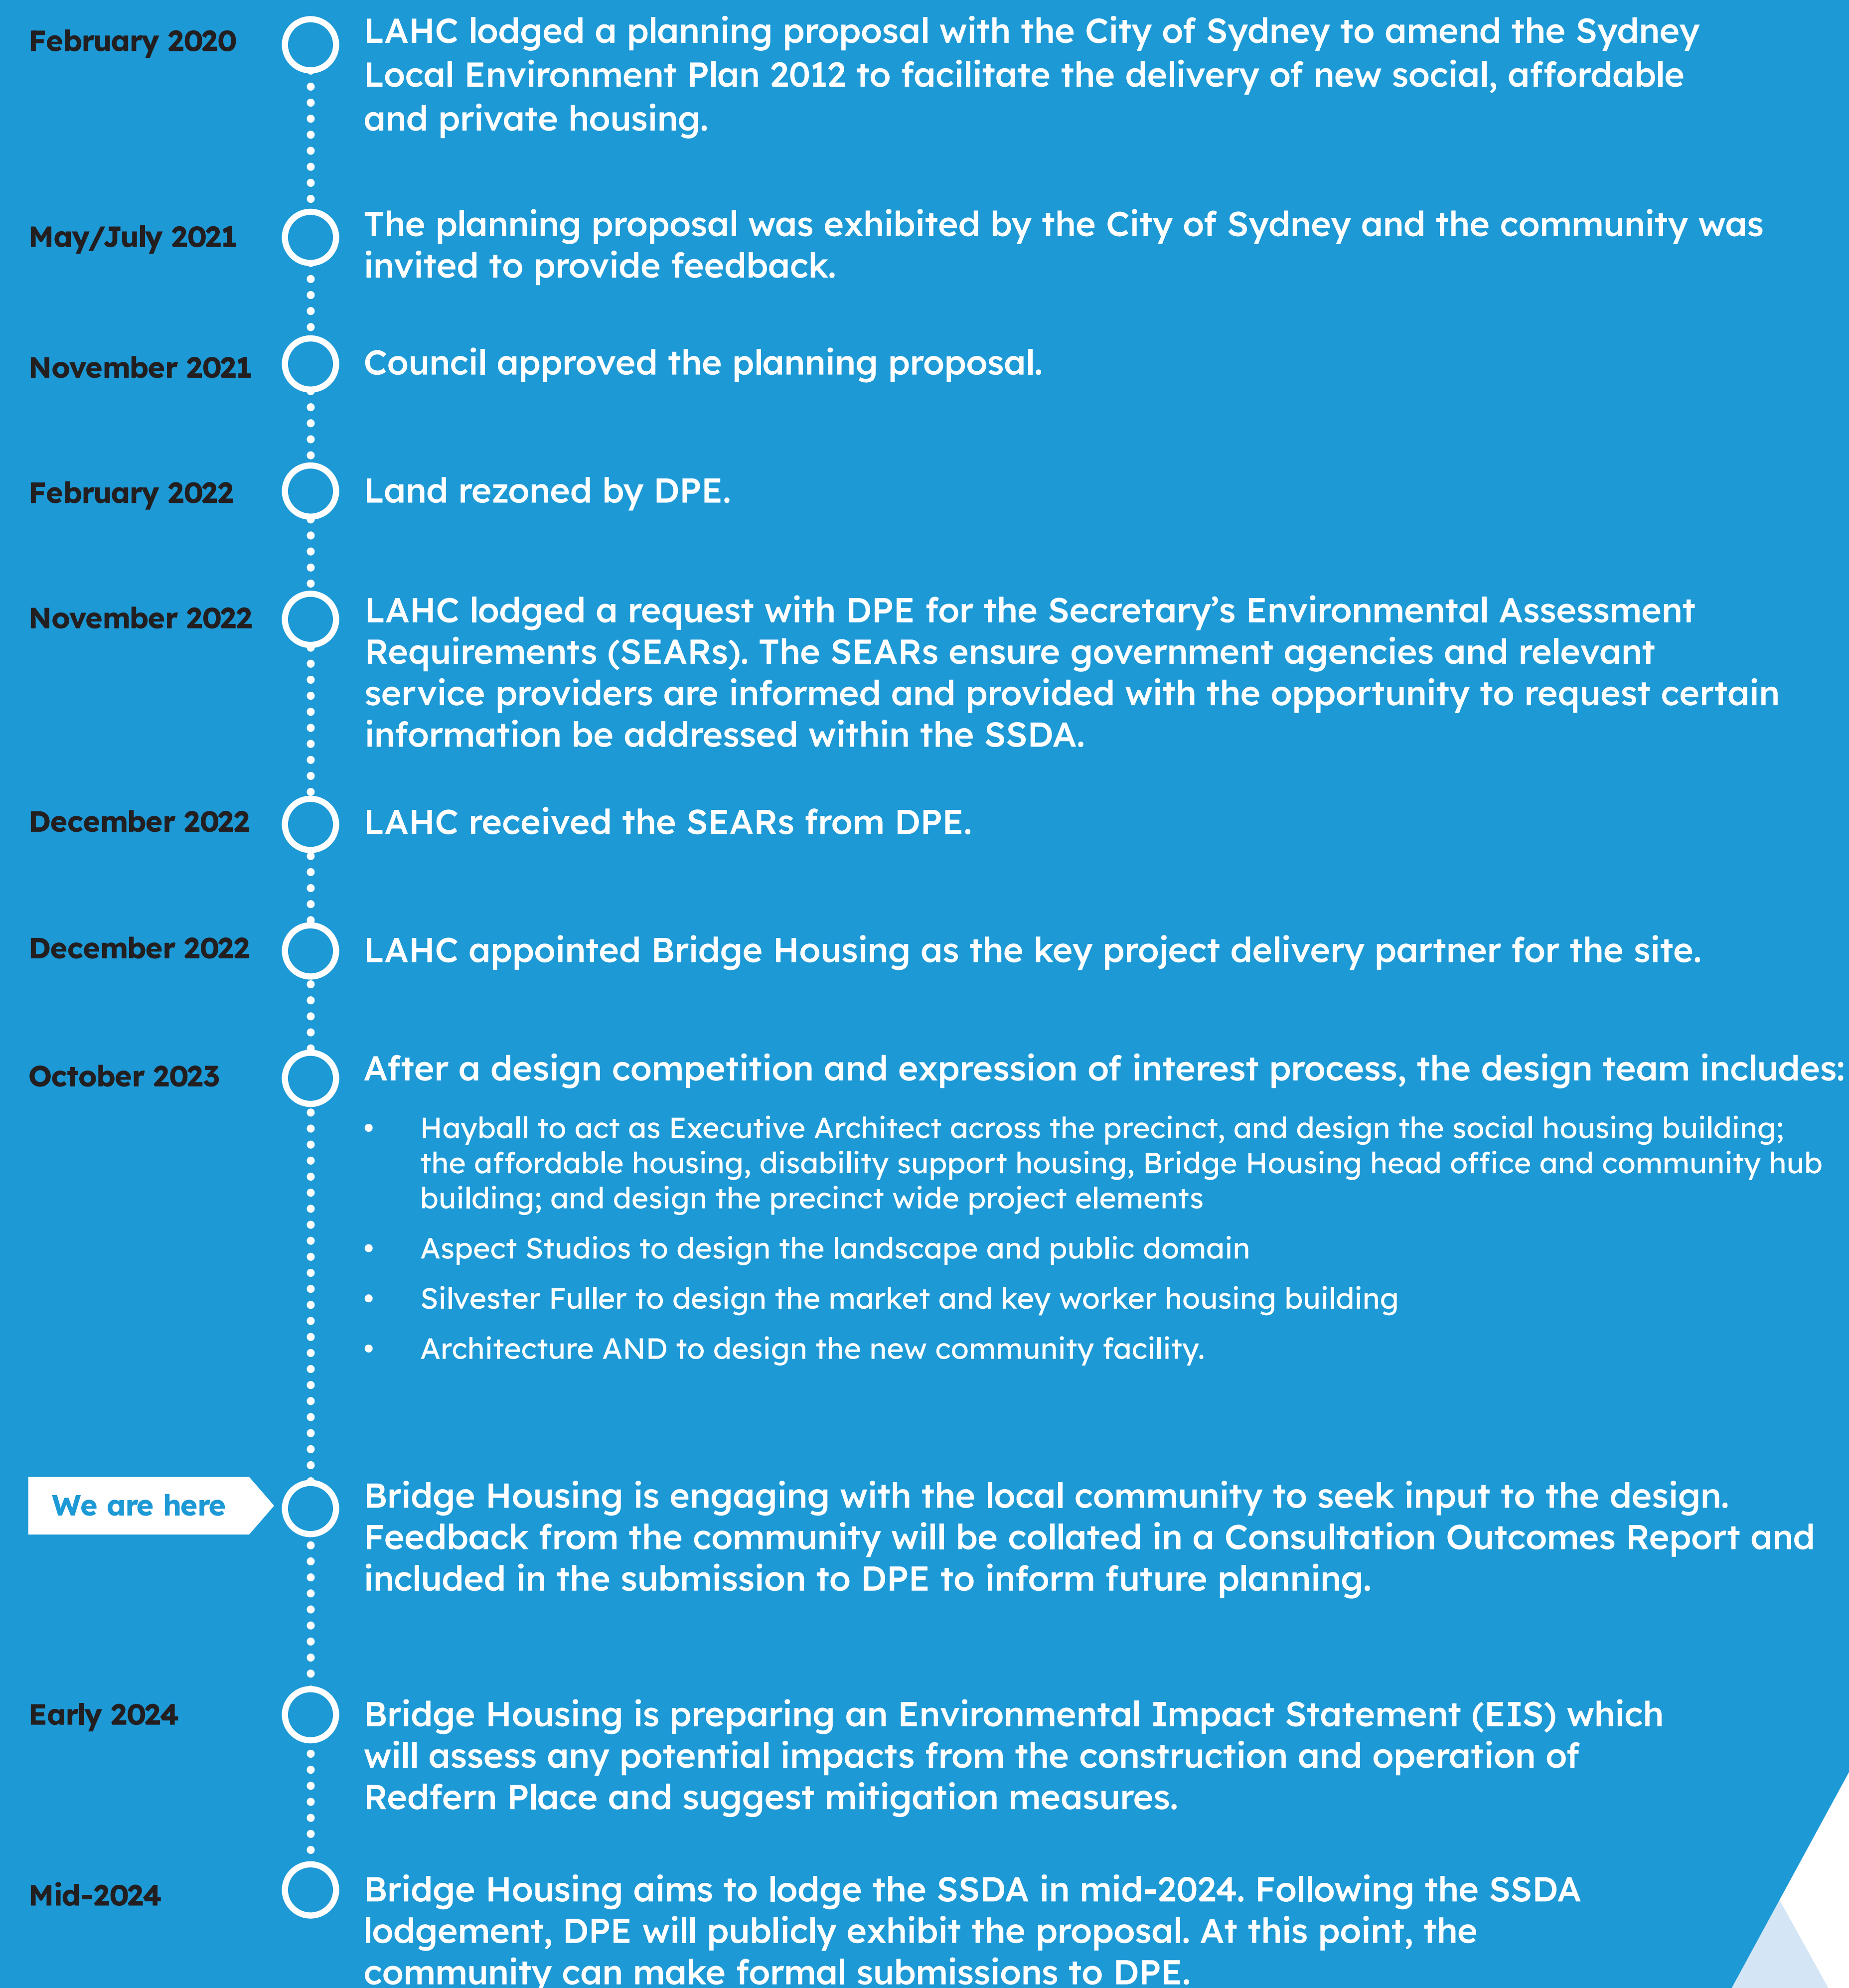 February 2020
LAHC lodged a planning proposal with the City of Sydney to amend the Sydney
Local Environment Plan 2012 to facilitate the delivery of new social, affordable
and private housing.
May/July 2021
The planning proposal was exhibited by the City of Sydney and the community was
invited to provide feedback.
November 2021
Council approved the planning proposal.
February 2022
Land rezoned by DPE.
November 2022
LAHC lodged a request with DPE for the Secretary’s Environmental Assessment
Requirements (SEARs). The SEARs ensure government agencies and relevant
service providers are informed and provided with the opportunity to request certain
information be addressed within the SSDA.
December 2022
LAHC received the SEARs from DPE.
December 2022
LAHC appointed Bridge Housing as the key project delivery partner for the site.
October 2023
After a design competition and expression of interest process, the design team includes:
• Hayball to act as Executive Architect across the precinct, and design the social housing building;
the affordable housing, disability support housing, Bridge Housing head office and community hub
building; and design the precinct wide project elements
• Aspect Studios to design the landscape and public domain
• Silvester Fuller to design the market and key worker housing building
• Architecture AND to design the new community facility.
We are here
Bridge Housing is engaging with the local community to seek input to the design.
Feedback from the community will be collated in a Consultation Outcomes Report and
included in the submission to DPE to inform future planning.
Early 2024
Bridge Housing is preparing an Environmental Impact Statement (EIS) which
will assess any potential impacts from the construction and operation of
Redfern Place and suggest mitigation measures.
Mid-2024
Bridge Housing aims to lodge the SSDA in mid-2024. Following the SSDA
lodgement, DPE will publicly exhibit the proposal. At this point, the
community can make formal submissions to DPE.